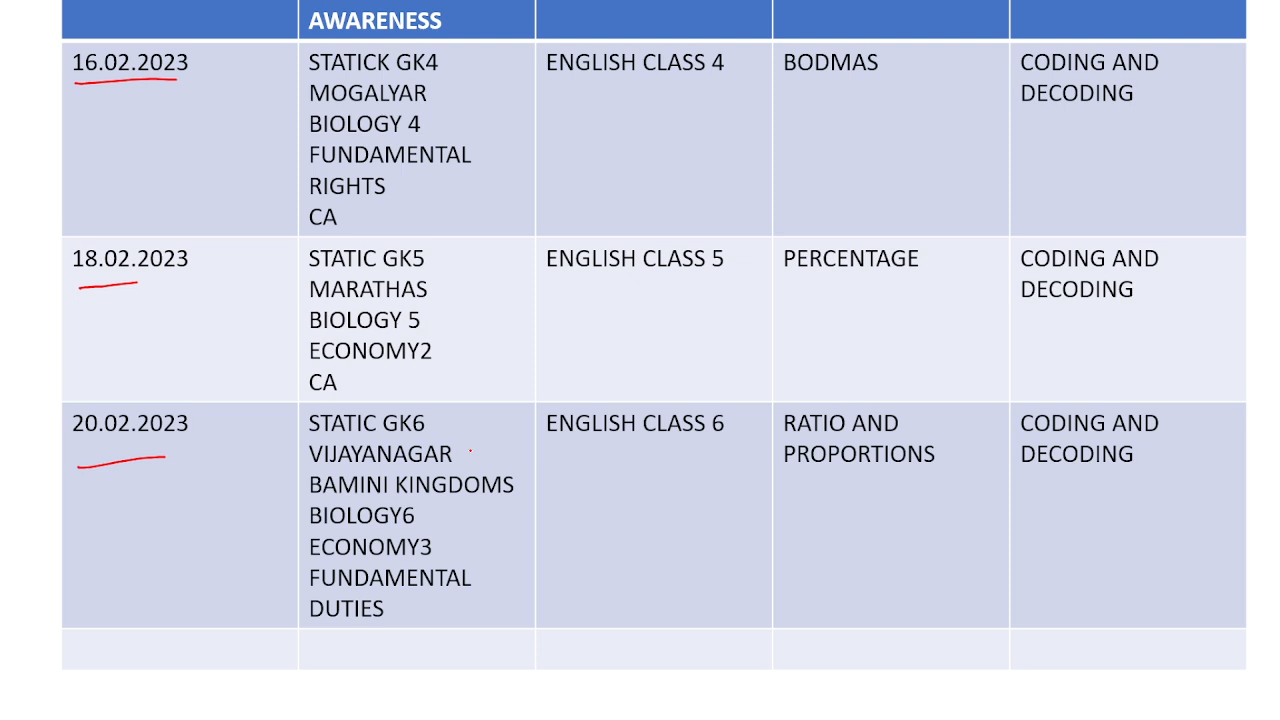 AWARENESS
16.02.2023
STATICK GK4
MOGALYAR
BIOLOGY 4
FUNDAMENTAL
RIGHTS
CA
ENGLISH CLASS 4
BODMAS
CODING AND
DECODING
18.02.2023
STATIC GK5
MARATHAS
BIOLOGY 5
ECONOMY2
CA
ENGLISH CLASS 5
PERCENTAGE
CODING AND
DECODING
20.02.2023
STATIC GK6
VIJAYANAGAR
BAMINI KINGDOMS
BIOLOGY6
ECONOMY3
FUNDAMENTAL
DUTIES
ENGLISH CLASS 6
RATIO AND
PROPORTIONS
CODING AND
DECODING